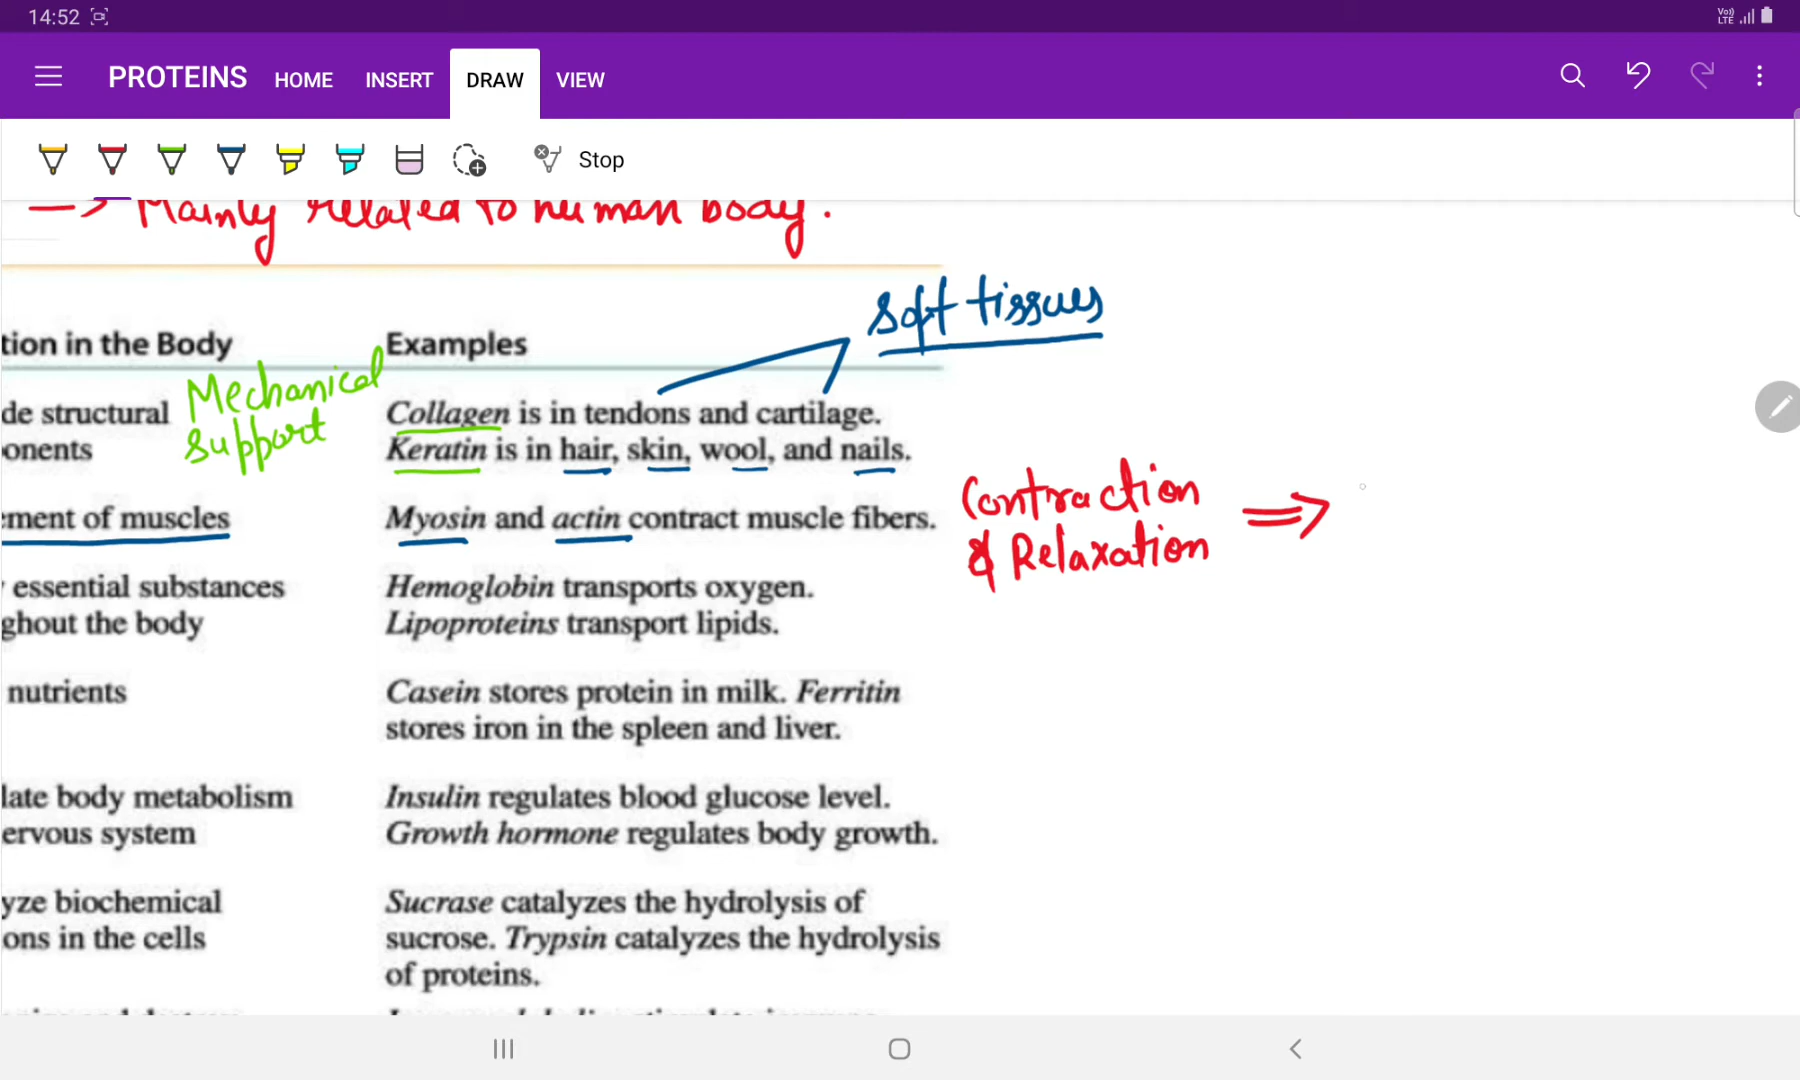 14:52
Vo)) LTE
PROTEINS HOME INSERT DRAW VIEW
Stop
—> Mainly related to human body.
soft tissues
tion in the Body Examples
Mechanical support
de structural
onents
Collagen is in tendons and cartilage.
Keratin is in hair, skin, wool, and nails.
ement of muscles
Myosin and actin contract muscle fibers.
Contraction
& Relaxation =>
essential substances
ghout the body
Hemoglobin transports oxygen.
Lipoproteins transport lipids.
nutrients
Casein stores protein in milk. Ferritin
stores iron in the spleen and liver.
late body metabolism
ervous system
Insulin regulates blood glucose level.
Growth hormone regulates body growth.
yze biochemical
ons in the cells
Sucrase catalyzes the hydrolysis of
sucrose. Trypsin catalyzes the hydrolysis
of proteins.